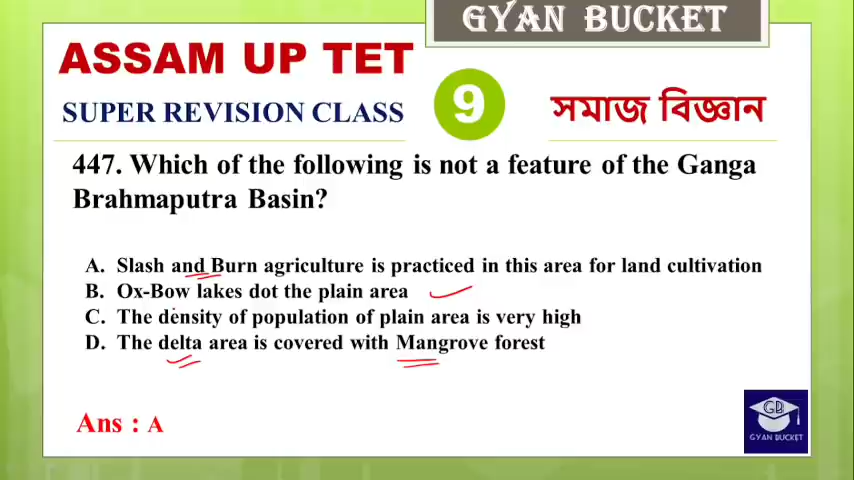 GYAN BUCKET
ASSAM UP TET
SUPER REVISION CLASS
9
সমাজ বিজ্ঞান
447. Which of the following is not a feature of the Ganga
Brahmaputra Basin?
A. Slash and Burn agriculture is practiced in this area for land cultivation
B. Ox-Bow lakes dot the plain area
C. The density of population of plain area is very high
D. The delta area is covered with Mangrove forest
Ans : A
GB
GYAN BUCKET